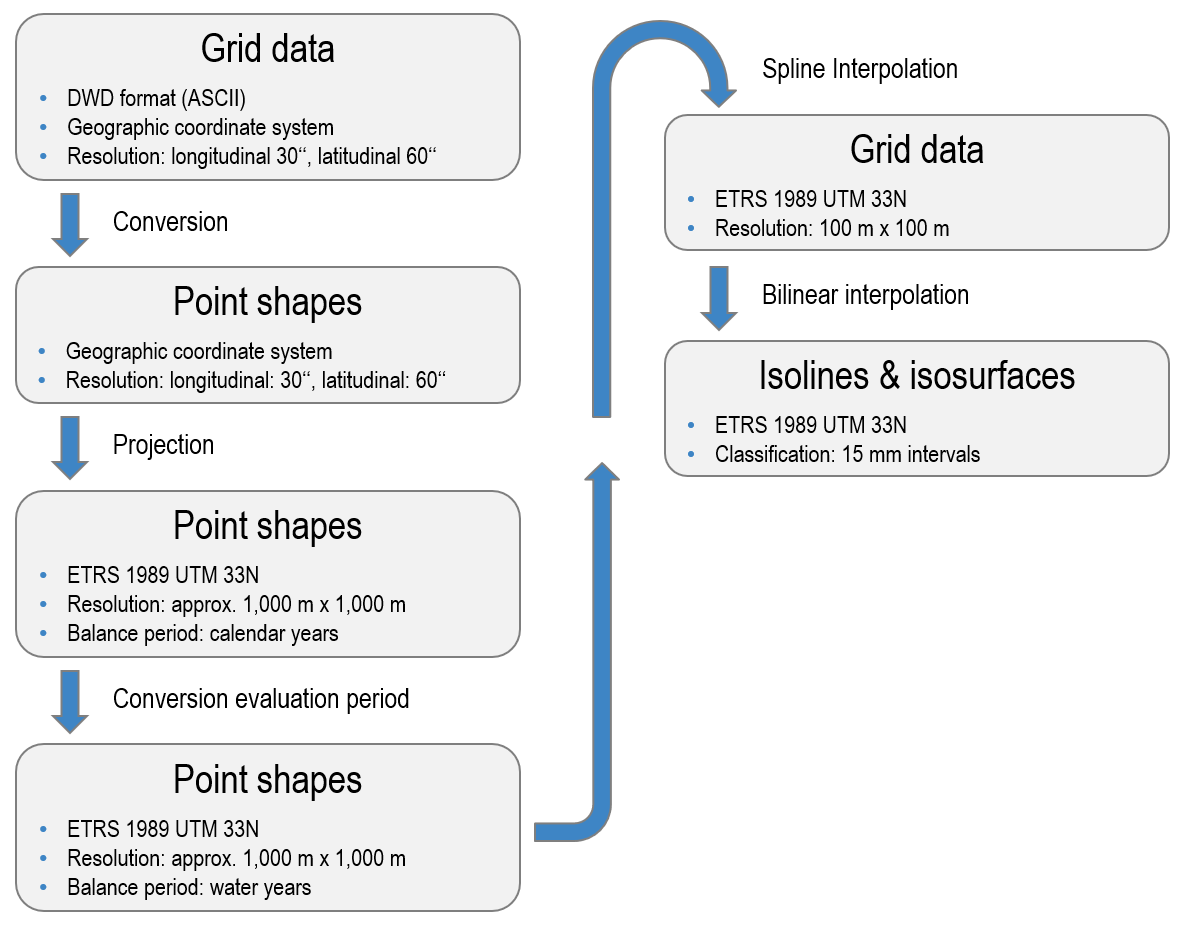 Grid data
• DWD format (ASCII)
• Geographic coordinate system
• Resolution: longitudinal 30“, latitudinal 60“
Conversion
Point shapes
• Geographic coordinate system
• Resolution: longitudinal: 30“, latitudinal: 60“
Projection
Point shapes
• ETRS 1989 UTM 33N
• Resolution: approx. 1,000 m x 1,000 m
• Balance period: calendar years
Conversion evaluation period
Point shapes
• ETRS 1989 UTM 33N
• Resolution: approx. 1,000 m x 1,000 m
• Balance period: water years
Spline Interpolation
Grid data
• ETRS 1989 UTM 33N
• Resolution: 100 m x 100 m
Bilinear interpolation
Isolines & isosurfaces
• ETRS 1989 UTM 33N
• Classification: 15 mm intervals